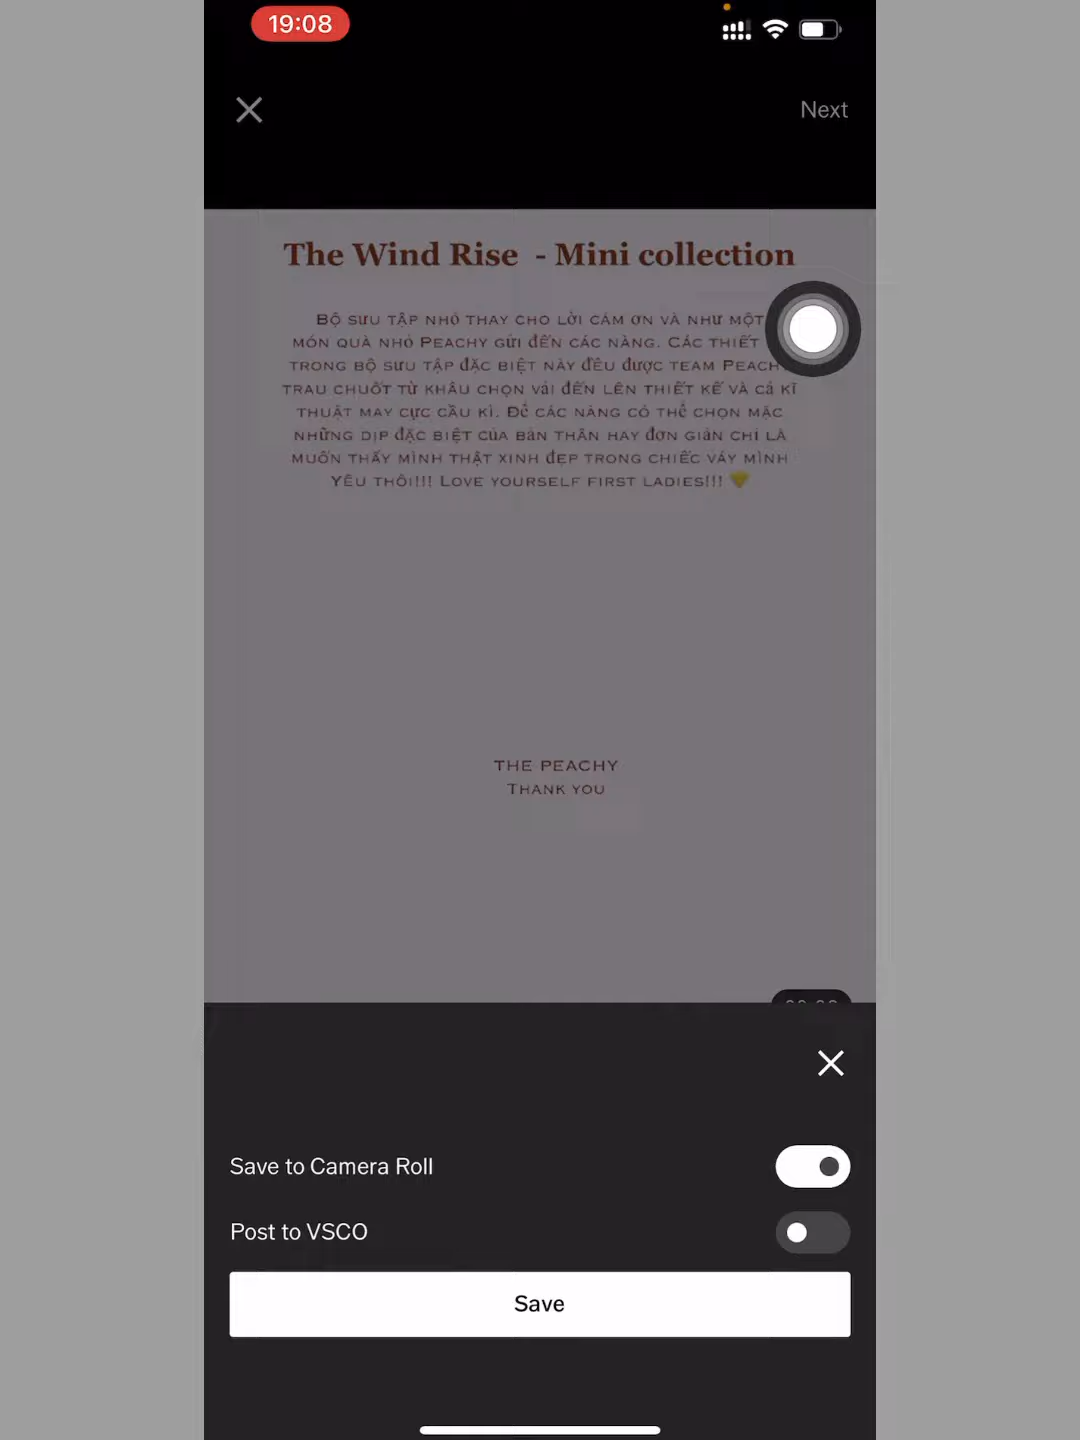 19:08
Next
The Wind Rise - Mini collection
Bộ sưu tập nhỏ thay cho lời cảm ơn và như một
món quà nhỏ Peachy gửi đến các nàng. Các thiết
trong bộ sưu tập đặc biệt này đều được team Peachy
trau chuốt từ khâu chọn vải đến lên thiết kế và cả kĩ
thuật may cực cầu kì. Để các nàng có thể chọn mặc
những dịp đặc biệt của bản thân hay đơn giản chỉ là
muốn thấy mình thật xinh đẹp trong chiếc váy mình
yêu thôi!!! Love yourself first ladies!!!
THE PEACHY
Thank you
Save to Camera Roll
Post to VSCO
Save